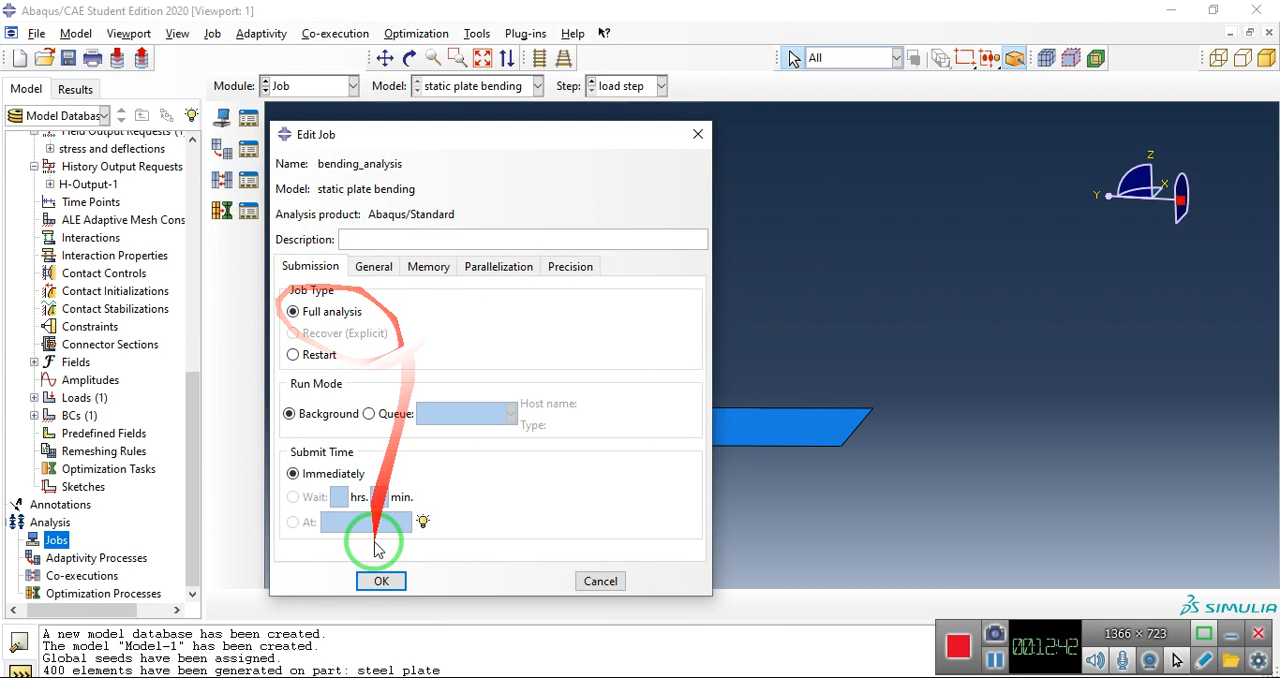 Abaqus/CAE Student Edition 2020 [Viewport: 1]
File Model Viewport View Job Adaptivity Co-execution Optimization Tools Plug-ins Help
All
Model Results
Module: Job Model: static plate bending Step: load step
Model Databas
stress and deflections
History Output Requests
H-Output-1
Time Points
ALE Adaptive Mesh Cons
Interactions
Interaction Properties
Contact Controls
Contact Initializations
Contact Stabilizations
Constraints
Connector Sections
Fields
Amplitudes
Loads (1)
BCs (1)
Predefined Fields
Remeshing Rules
Optimization Tasks
Sketches
Annotations
Analysis
Jobs
Adaptivity Processes
Co-executions
Optimization Processes
Edit Job
Name: bending_analysis
Model: static plate bending
Analysis product: Abaqus/Standard
Description:
Submission General Memory Parallelization Precision
Job Type
Full analysis
Recover (Explicit)
Restart
Run Mode
Background Queue: Host name:
Type:
Submit Time
Immediately
Wait: hrs. min.
At:
OK Cancel
Z
Y
X
SIMULIA
A new model database has been created.
The model "Model-1" has been created.
Global seeds have been assigned.
400 elements have been generated on part: steel plate
00:12:42
1366 × 723